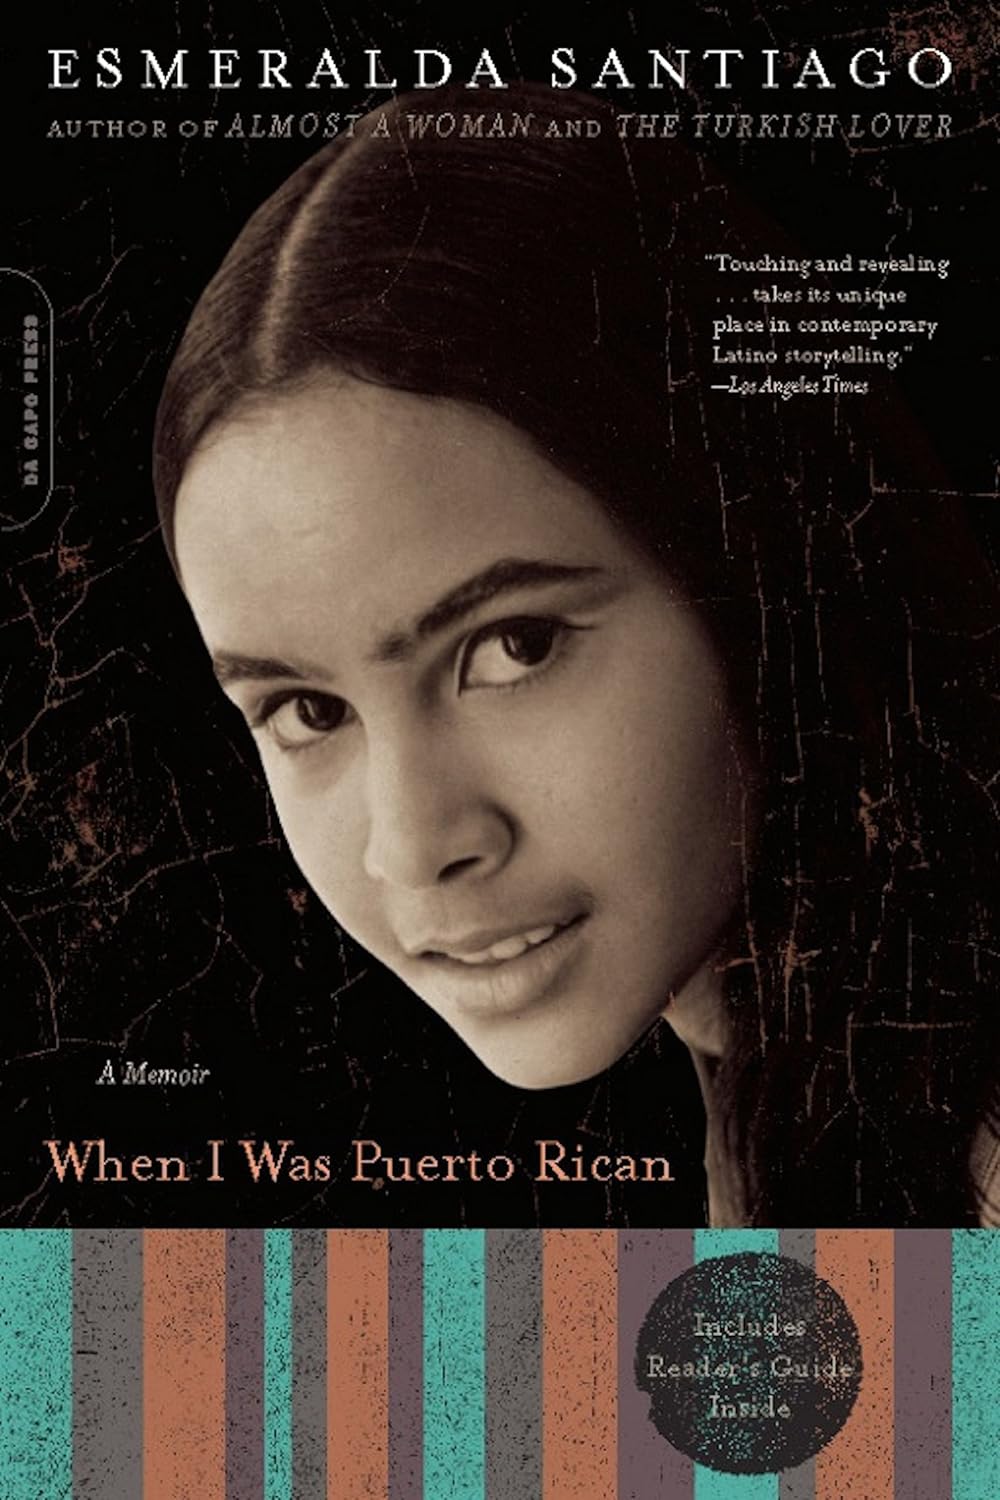 ESMERALDA SANTIAGO
AUTHOR OF ALMOST A WOMAN AND THE TURKISH LOVER
"Touching and revealing
. . . takes its unique
place in contemporary
Latino storytelling."
—Los Angeles Times
DA CAPO PRESS
A Memoir
When I Was Puerto Rican
Includes
Reader's Guide
Inside